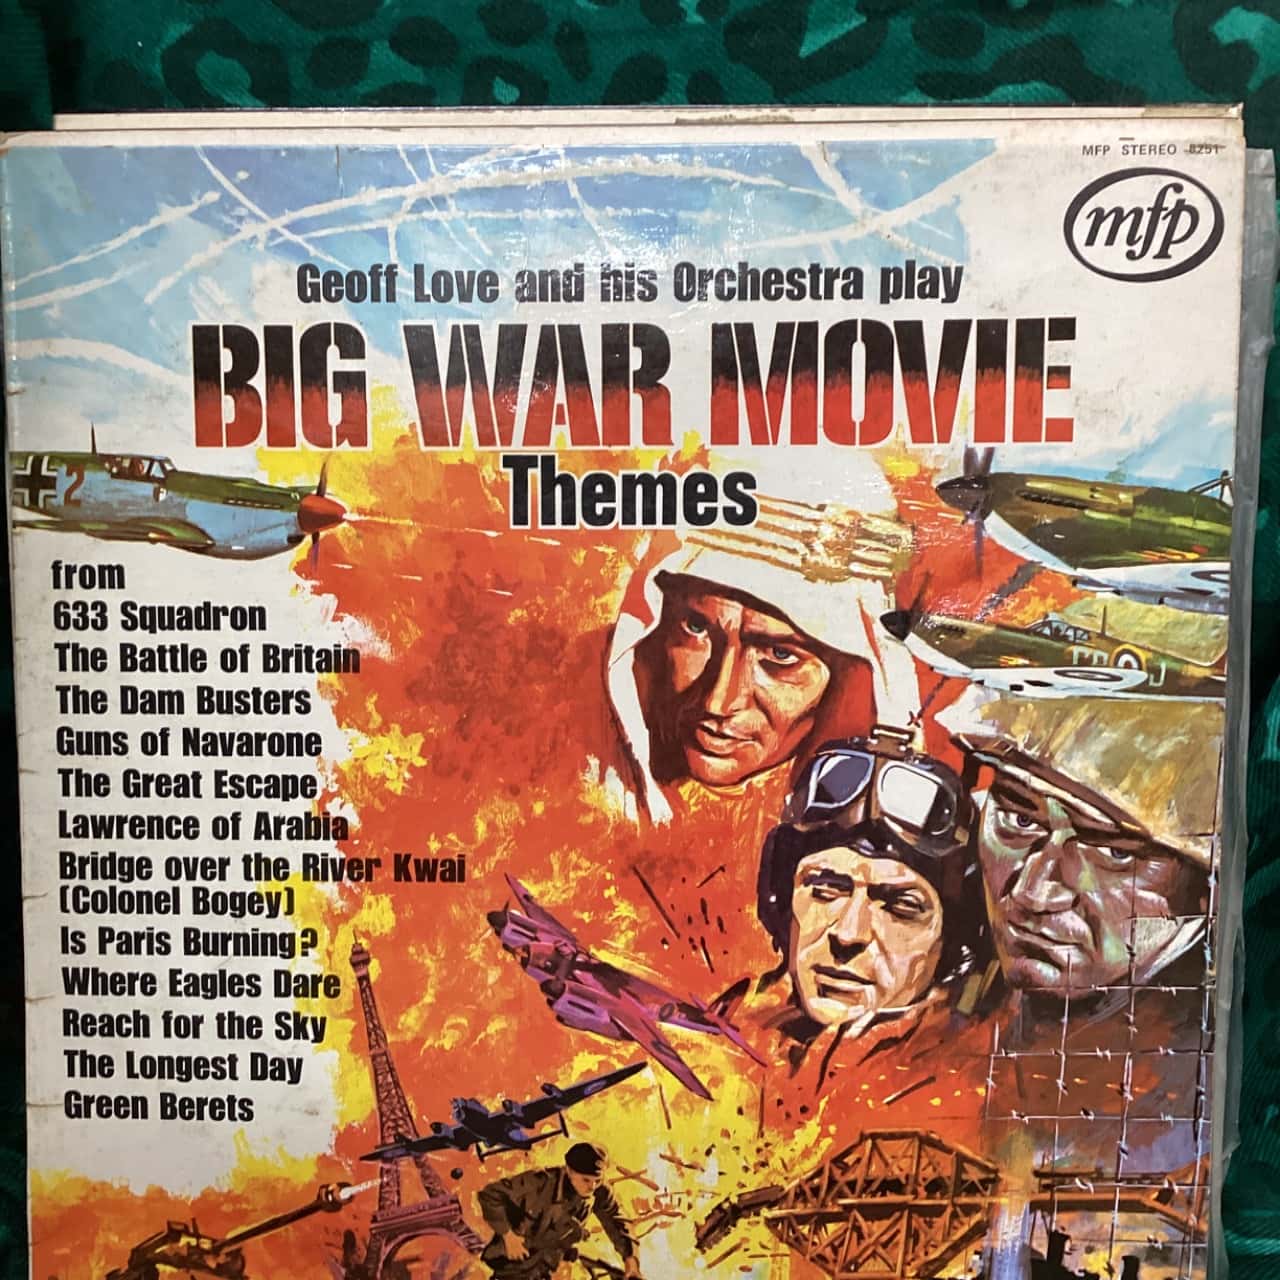 MFP STEREO 8251
mfp
Geoff Love and his Orchestra play
BIG WAR MOVIE
Themes
2
from
633 Squadron
The Battle of Britain
The Dam Busters
Guns of Navarone
The Great Escape
Lawrence of Arabia
Bridge over the River Kwai
(Colonel Bogey)
Is Paris Burning?
Where Eagles Dare
Reach for the Sky
The Longest Day
Green Berets
J